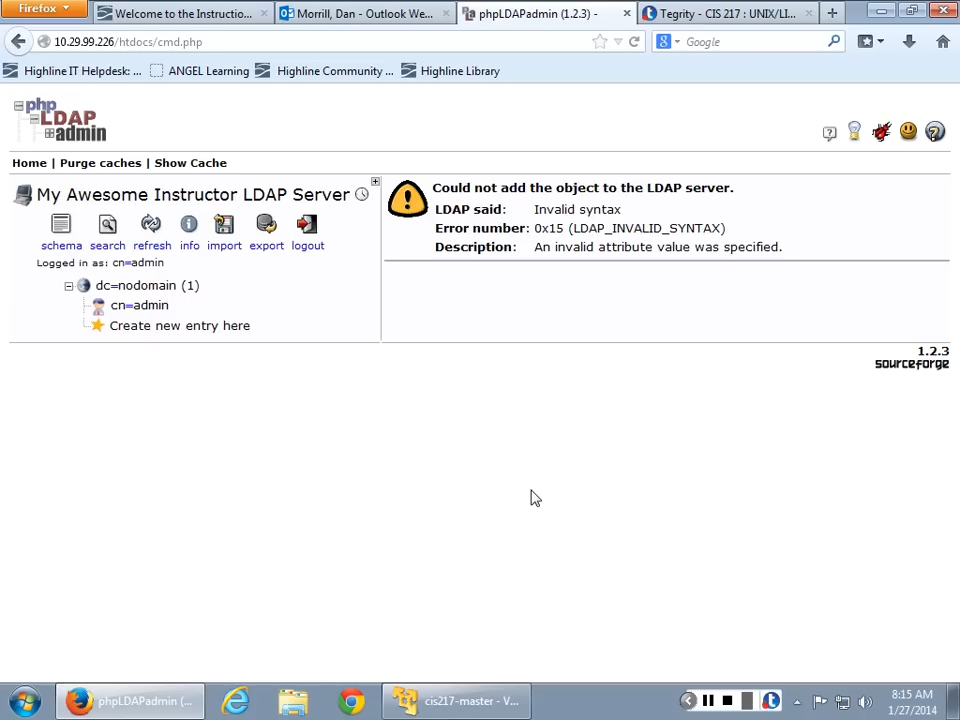 Firefox
Welcome to the Instructio...
Morrill, Dan - Outlook We...
phpLDAPadmin (1.2.3) -
Tegrity - CIS 217 : UNIX/LI...
10.29.99.226/htdocs/cmd.php
Google
Highline IT Helpdesk: ...
ANGEL Learning
Highline Community ...
Highline Library
php
LDAP
admin
Home | Purge caches | Show Cache
My Awesome Instructor LDAP Server
schema
search
refresh
info
import
export
logout
Logged in as: cn=admin
dc=nodomain (1)
cn=admin
Create new entry here
Could not add the object to the LDAP server.
LDAP said: Invalid syntax
Error number: 0x15 (LDAP_INVALID_SYNTAX)
Description: An invalid attribute value was specified.
1.2.3
sourceforge
phpLDAPadmin (...
cis217-master - V...
8:15 AM
1/27/2014